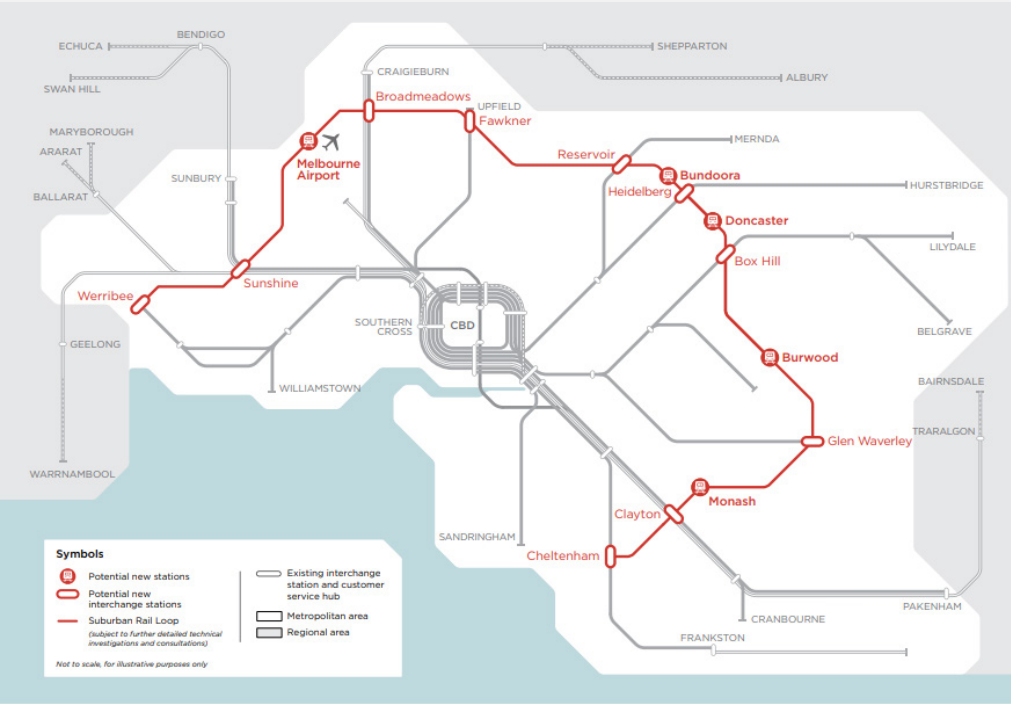 ECHUCA
BENDIGO
SHEPPARTON
SWAN HILL
CRAIGIEBURN
ALBURY
Broadmeadows
UPFIELD
Fawkner
MARYBOROUGH
MERNDA
ARARAT
Melbourne
Airport
Reservoir
SUNBURY
Bundoora
BALLARAT
Heidelberg
HURSTBRIDGE
Doncaster
LILYDALE
Box Hill
Sunshine
Werribee
SOUTHERN
CROSS
CBD
BELGRAVE
GEELONG
Burwood
WILLIAMSTOWN
BAIRNSDALE
TRARALGON
Glen Waverley
WARRNAMBOOL
Monash
Clayton
SANDRINGHAM
Cheltenham
PAKENHAM
CRANBOURNE
FRANKSTON
Symbols
Potential new stations
Potential new
interchange stations
Suburban Rail Loop
(subject to further detailed technical
investigations and consultations)
Not to scale, for illustrative purposes only
Existing interchange
station and customer
service hub
Metropolitan area
Regional area